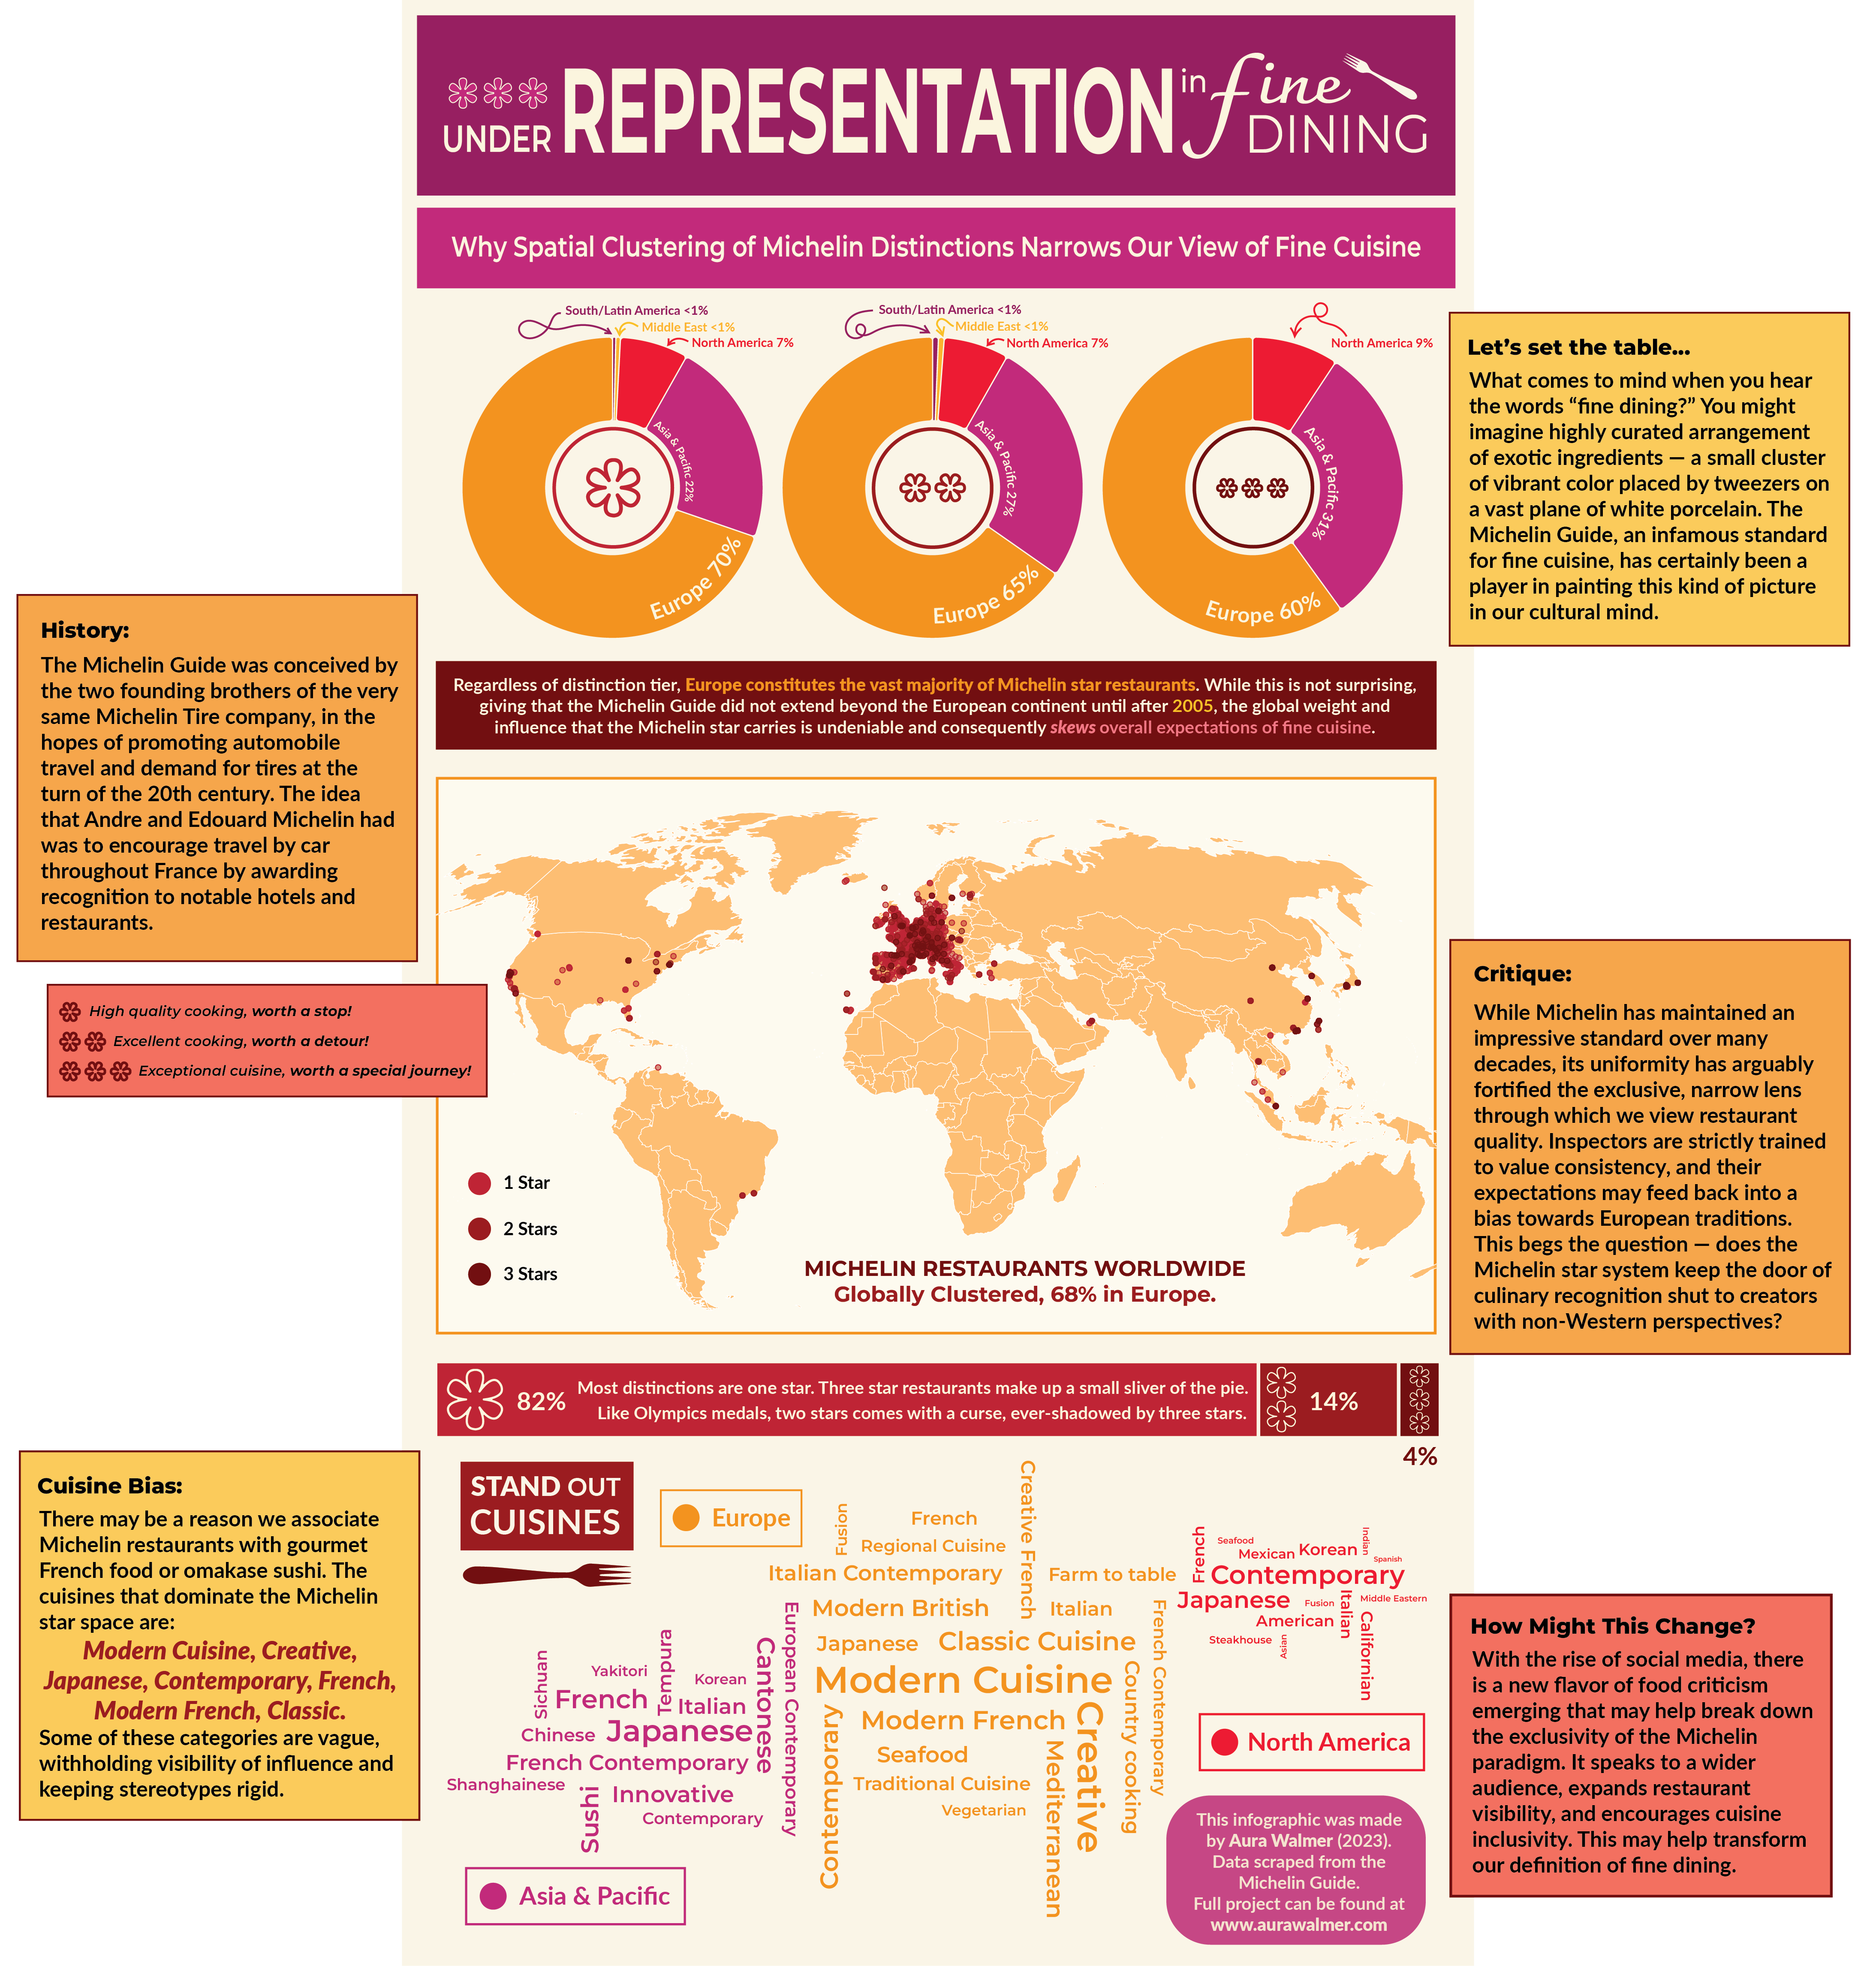 UNDER REPRESENTATION in fine DINING
Why Spatial Clustering of Michelin Distinctions Narrows Our View of Fine Cuisine
South/Latin America <1%
Middle East <1%
North America 7%
Asia & Pacific 22%
Europe 70%
South/Latin America <1%
Middle East <1%
North America 7%
Asia & Pacific 27%
Europe 65%
North America 9%
Asia & Pacific 31%
Europe 60%
Let's set the table...
What comes to mind when you hear
the words “fine dining?” You might
imagine highly curated arrangement
of exotic ingredients — a small cluster
of vibrant color placed by tweezers on
a vast plane of white porcelain. The
Michelin Guide, an infamous standard
for fine cuisine, has certainly been a
player in painting this kind of picture
in our cultural mind.
History:
The Michelin Guide was conceived by
the two founding brothers of the very
same Michelin Tire company, in the
hopes of promoting automobile
travel and demand for tires at the
turn of the 20th century. The idea
that Andre and Edouard Michelin had
was to encourage travel by car
throughout France by awarding
recognition to notable hotels and
restaurants.
Regardless of distinction tier, Europe constitutes the vast majority of Michelin star restaurants. While this is not surprising,
giving that the Michelin Guide did not extend beyond the European continent until after 2005, the global weight and
influence that the Michelin star carries is undeniable and consequently skews overall expectations of fine cuisine.
High quality cooking, worth a stop!
Excellent cooking, worth a detour!
Exceptional cuisine, worth a special journey!
1 Star
2 Stars
3 Stars
MICHELIN RESTAURANTS WORLDWIDE
Globally Clustered, 68% in Europe.
Critique:
While Michelin has maintained an
impressive standard over many
decades, its uniformity has arguably
fortified the exclusive, narrow lens
through which we view restaurant
quality. Inspectors are strictly trained
to value consistency, and their
expectations may feed back into a
bias towards European traditions.
This begs the question — does the
Michelin star system keep the door of
culinary recognition shut to creators
with non-Western perspectives?
82%
Most distinctions are one star. Three star restaurants make up a small sliver of the pie.
Like Olympics medals, two stars comes with a curse, ever-shadowed by three stars.
14%
4%
Cuisine Bias:
There may be a reason we associate
Michelin restaurants with gourmet
French food or omakase sushi. The
cuisines that dominate the Michelin
star space are:
Modern Cuisine, Creative,
Japanese, Contemporary, French,
Modern French, Classic.
Some of these categories are vague,
withholding visibility of influence and
keeping stereotypes rigid.
STAND OUT
CUISINES
Europe
Fusion
French
Regional Cuisine
Creative French
Italian Contemporary
Farm to table
Modern British
Italian
French Contemporary
Japanese
Classic Cuisine
Modern Cuisine
Country cooking
Contemporary
Modern French
Creative
Seafood
Mediterranean
Traditional Cuisine
Vegetarian
French
Seafood
Mexican
Korean
Indian
Spanish
Contemporary
Japanese
Fusion
Italian
Middle Eastern
American
Californian
Steakhouse
Asian
North America
Sichuan
Yakitori
Tempura
Korean
Cantonese
European Contemporary
French
Italian
Chinese
Japanese
French Contemporary
Shanghainese
Sushi
Innovative
Contemporary
Asia & Pacific
How Might This Change?
With the rise of social media, there
is a new flavor of food criticism
emerging that may help break down
the exclusivity of the Michelin
paradigm. It speaks to a wider
audience, expands restaurant
visibility, and encourages cuisine
inclusivity. This may help transform
our definition of fine dining.
This infographic was made
by Aura Walmer (2023).
Data scraped from the
Michelin Guide.
Full project can be found at
www.aurawalmer.com